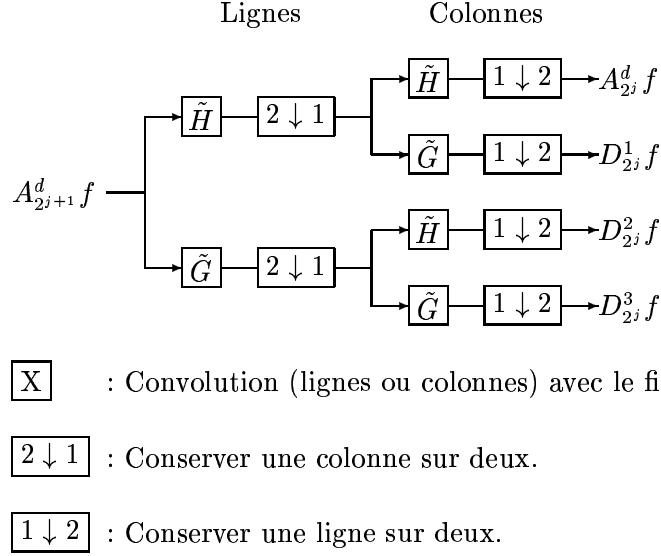 Lignes Colonnes
H̃ 2 ↓ 1 H̃ 1 ↓ 2 A^d_{2^j} f
G̃ 1 ↓ 2 D^1_{2^j} f
A^d_{2^{j+1}} f
G̃ 2 ↓ 1 H̃ 1 ↓ 2 D^2_{2^j} f
G̃ 1 ↓ 2 D^3_{2^j} f
X : Convolution (lignes ou colonnes) avec le fi
2 ↓ 1 : Conserver une colonne sur deux.
1 ↓ 2 : Conserver une ligne sur deux.